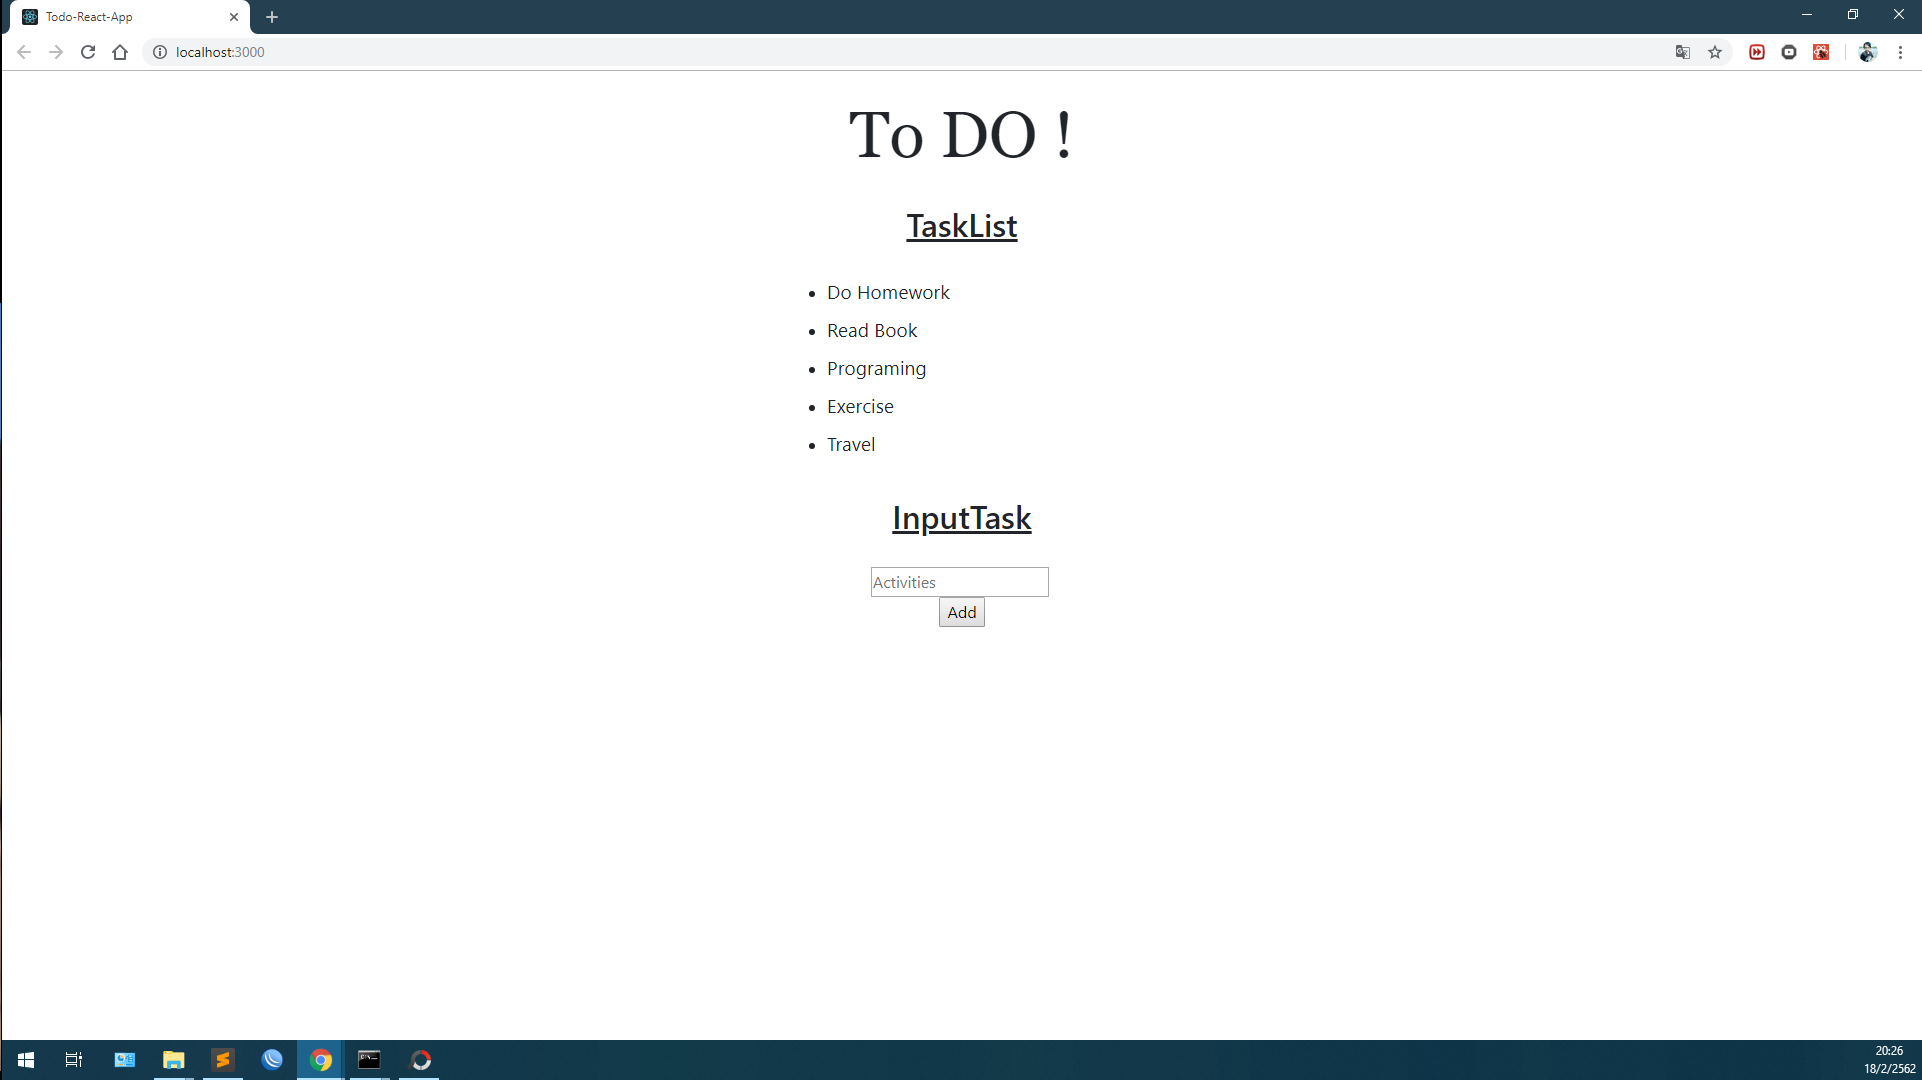 Todo-React-App
localhost:3000
To DO !
TaskList
Do Homework
Read Book
Programing
Exercise
Travel
InputTask
Activities
Add
20:26
18/2/2562